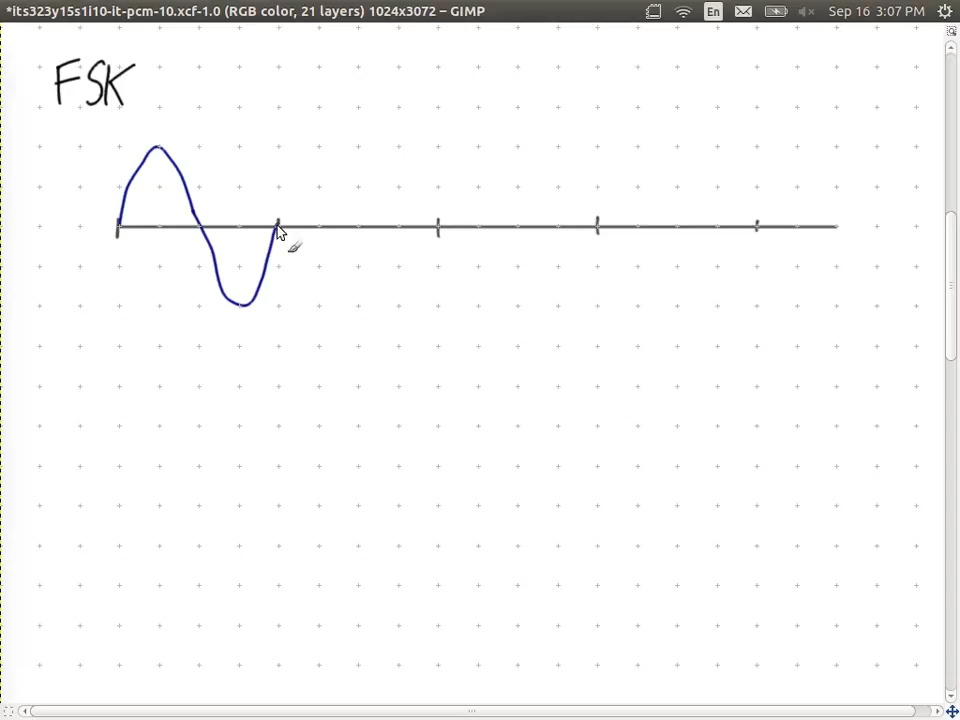 *its323y15s1i10-it-pcm-10.xcf-1.0 (RGB color, 21 layers) 1024x3072 – GIMP
En
Sep 16 3:07 PM
FSK